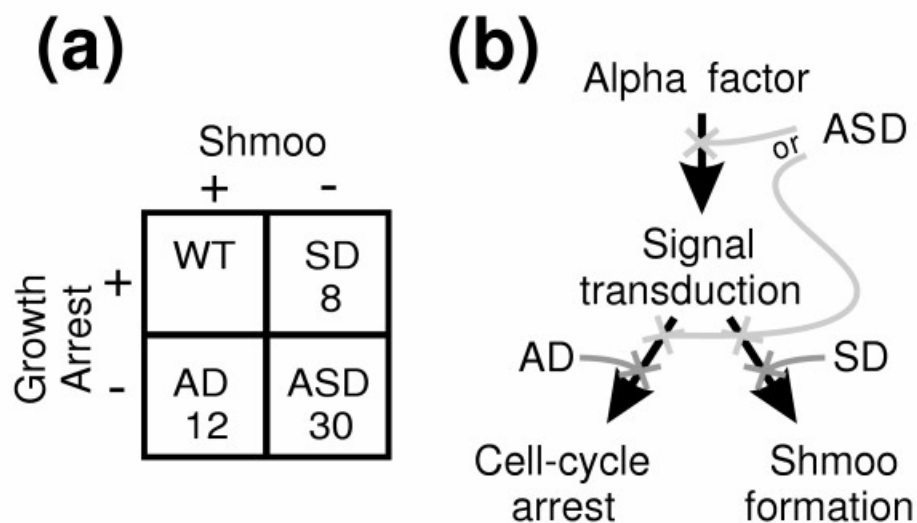 (a)
Shmoo
+ -
Growth
Arrest
+
WT
SD
8
-
AD
12
ASD
30
(b)
Alpha factor
or
ASD
Signal
transduction
AD
SD
Cell-cycle
arrest
Shmoo
formation